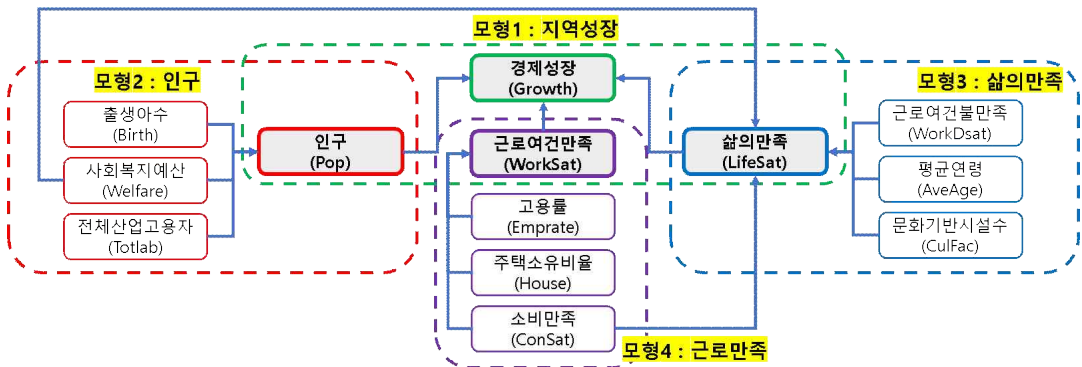 모형1 : 지역성장
경제성장
(Growth)
모형2 : 인구
출생아수
(Birth)
사회복지예산
(Welfare)
전체산업고용자
(Totlab)
인구
(Pop)
근로여건만족
(WorkSat)
고용률
(Emprate)
주택소유비율
(House)
소비만족
(ConSat)
모형4 : 근로만족
삶의만족
(LifeSat)
모형3 : 삶의만족
근로여건불만족
(WorkDsat)
평균연령
(AveAge)
문화기반시설수
(CulFac)